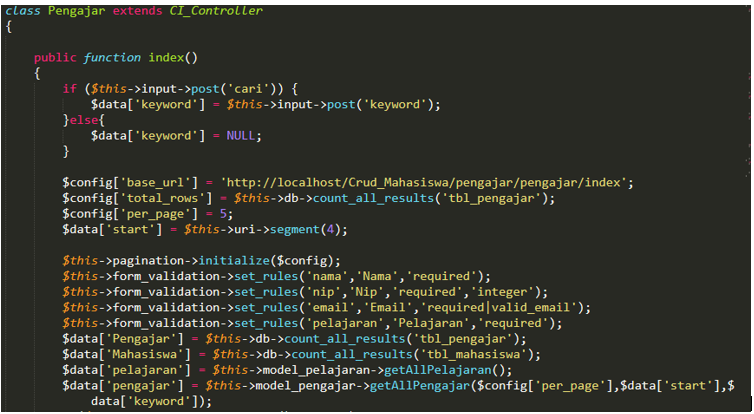 class Pengajar extends CI_Controller
{
public function index()
{
if ($this->input->post('cari')) {
$data['keyword'] = $this->input->post('keyword');
}else{
$data['keyword'] = NULL;
}
$config['base_url'] = 'http://localhost/Crud_Mahasiswa/pengajar/pengajar/index';
$config['total_rows'] = $this->db->count_all_results('tbl_pengajar');
$config['per_page'] = 5;
$data['start'] = $this->uri->segment(4);
$this->pagination->initialize($config);
$this->form_validation->set_rules('nama','Nama','required');
$this->form_validation->set_rules('nip','Nip','required','integer');
$this->form_validation->set_rules('email','Email','required|valid_email');
$this->form_validation->set_rules('pelajaran','Pelajaran','required');
$data['Pengajar'] = $this->db->count_all_results('tbl_pengajar');
$data['Mahasiswa'] = $this->db->count_all_results('tbl_mahasiswa');
$data['pelajaran'] = $this->model_pelajaran->getAllPelajaran();
$data['pengajar'] = $this->model_pengajar->getAllPengajar($config['per_page'],$data['start'],$
data['keyword']);